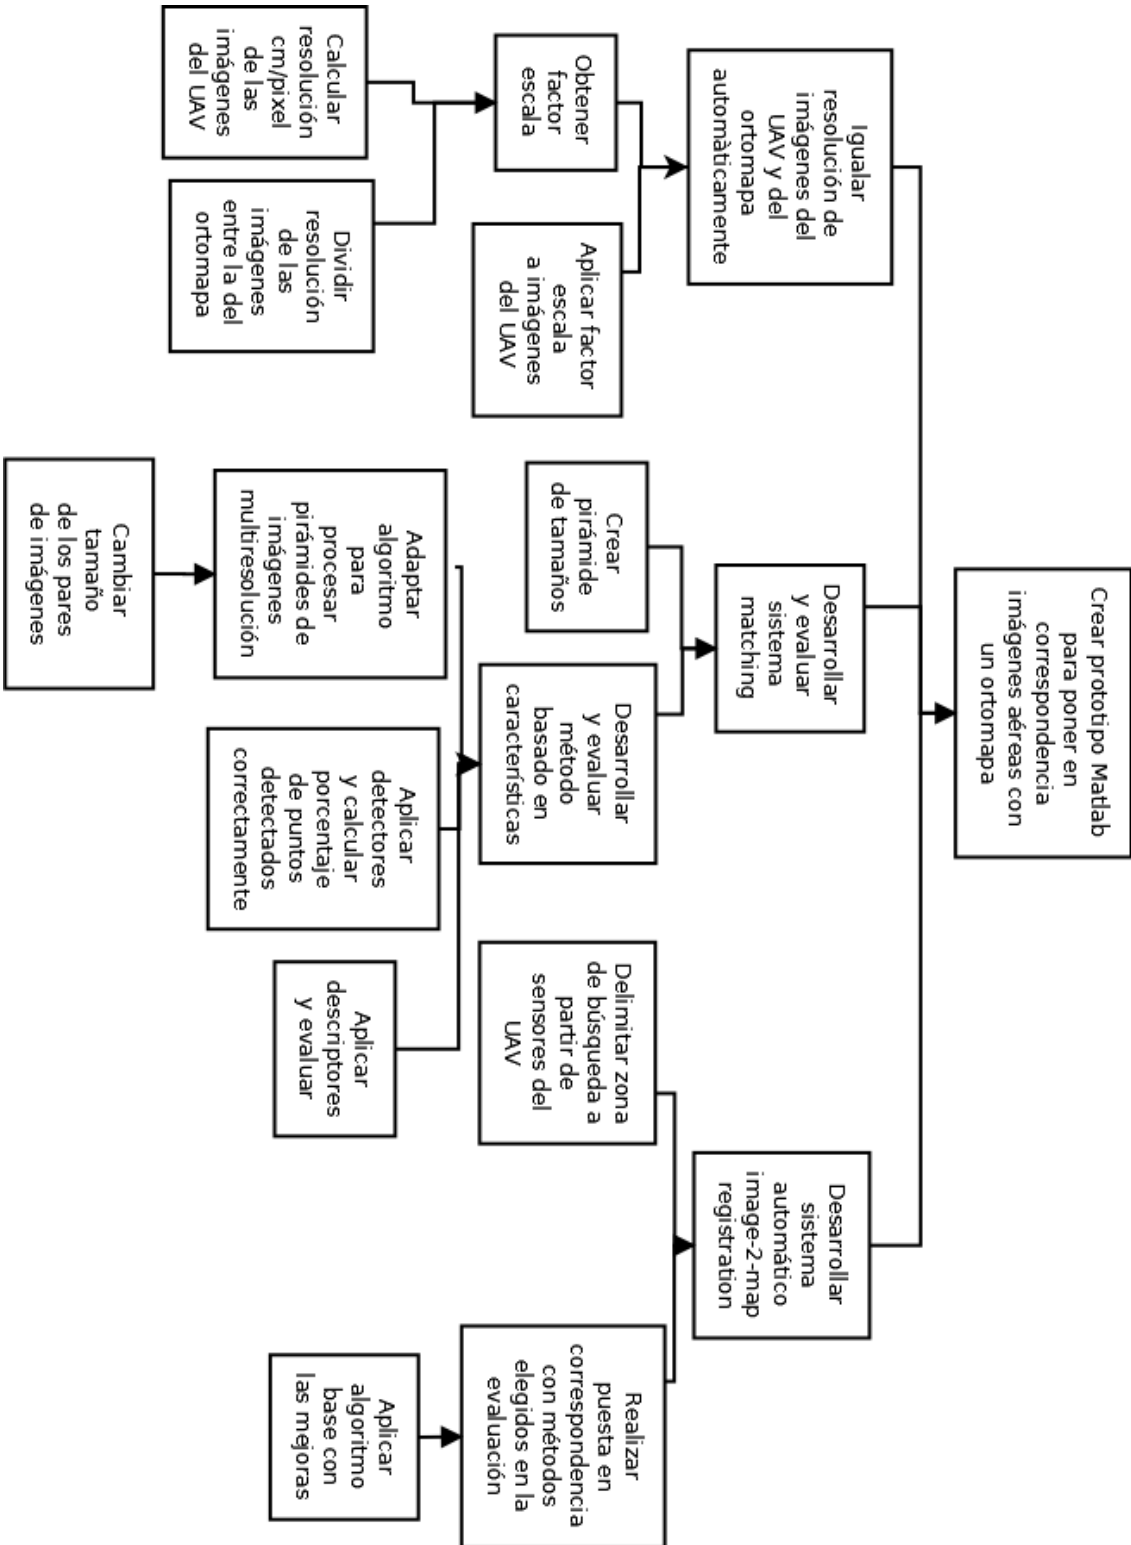 Crear prototipo Matlab
para poner en
correspondencia
imágenes aéreas con
un ortomapa
Igualar
resolución de
imágenes del
UAV y del
ortomapa
automàticamente
Desarrollar
y evaluar
sistema
matching
Desarrollar
sistema
automático
image-2-map
registration
Obtener
factor
escala
Aplicar factor
escala
a imágenes
del UAV
Crear
pirámide
de tamaños
Desarrollar
y evaluar
método
basado en
características
Delimitar zona
de búsqueda a
partir de
sensores del
UAV
Realizar
puesta en
correspondencia
con métodos
elegidos en la
evaluación
Calcular
resolución
cm/pixel
de las
imágenes
del UAV
Dividir
resolución
de las
imágenes
entre la del
ortomapa
Adaptar
algoritmo
para
procesar
pirámides de
imágenes
multiresolución
Aplicar
detectores
y calcular
porcentaje
de puntos
detectados
correctamente
Aplicar
descriptores
y evaluar
Aplicar
algoritmo
base con
las mejoras
Cambiar
tamaño
de los pares
de imágenes